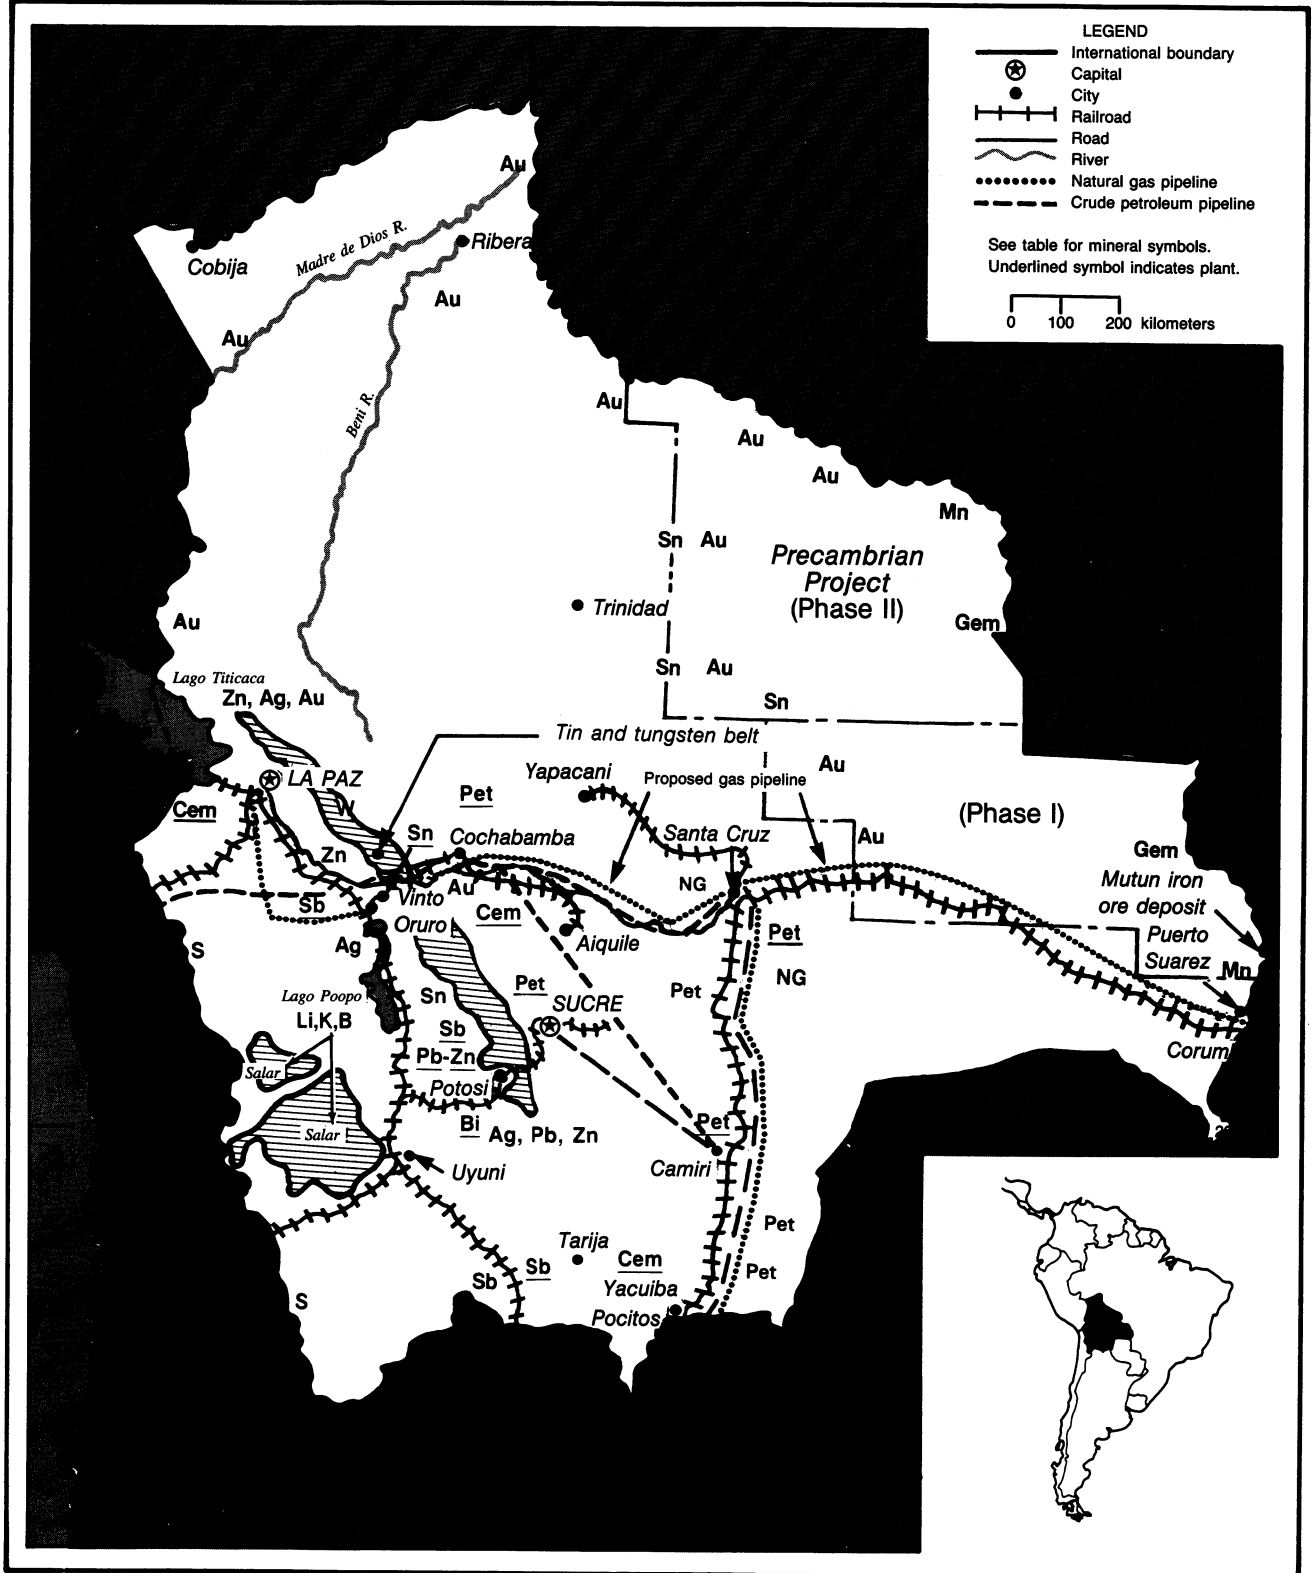 LEGEND
International boundary
Capital
City
Railroad
Road
River
Natural gas pipeline
Crude petroleum pipeline
See table for mineral symbols.
Underlined symbol indicates plant.
0 100 200 kilometers
Au
Madre de Dios R.
Ribera
Cobija
Au
Au
Beni R.
Au
Au
Au
Mn
Sn Au
Precambrian
Project
(Phase II)
Trinidad
Au
Gem
Sn Au
Lago Titicaca
Zn, Ag, Au
Sn
Tin and tungsten belt
Au
Yapacani
Proposed gas pipeline
LA PAZ
Pet
Cem
W
(Phase I)
Sn
Cochabamba
Santa Cruz
Au
Zn
Gem
NG
Mutun iron
ore deposit
Vinto
Au
Sb
Cem
Oruro
Pet
Puerto
Suarez
Ag
Aiquile
S
Mn
NG
Pet
Pet
Sn
Lago Poopo
SUCRE
Li,K,B
Sb
Corum
Pb-Zn
Salar
Potosi
Bi
Ag, Pb, Zn
Pet
Salar
Uyuni
Camiri
Pet
Tarija
Cem
Sb
Sb
Pet
Yacuiba
S
Pocitos